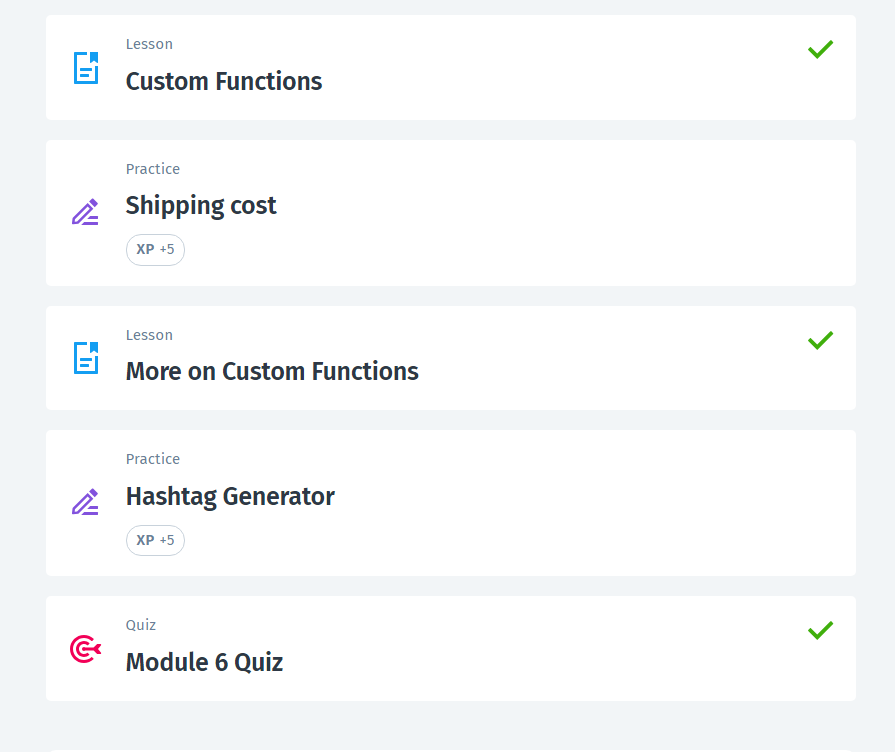 Lesson
Custom Functions
Practice
Shipping cost
XP +5
Lesson
More on Custom Functions
Practice
Hashtag Generator
XP +5
Quiz
Module 6 Quiz